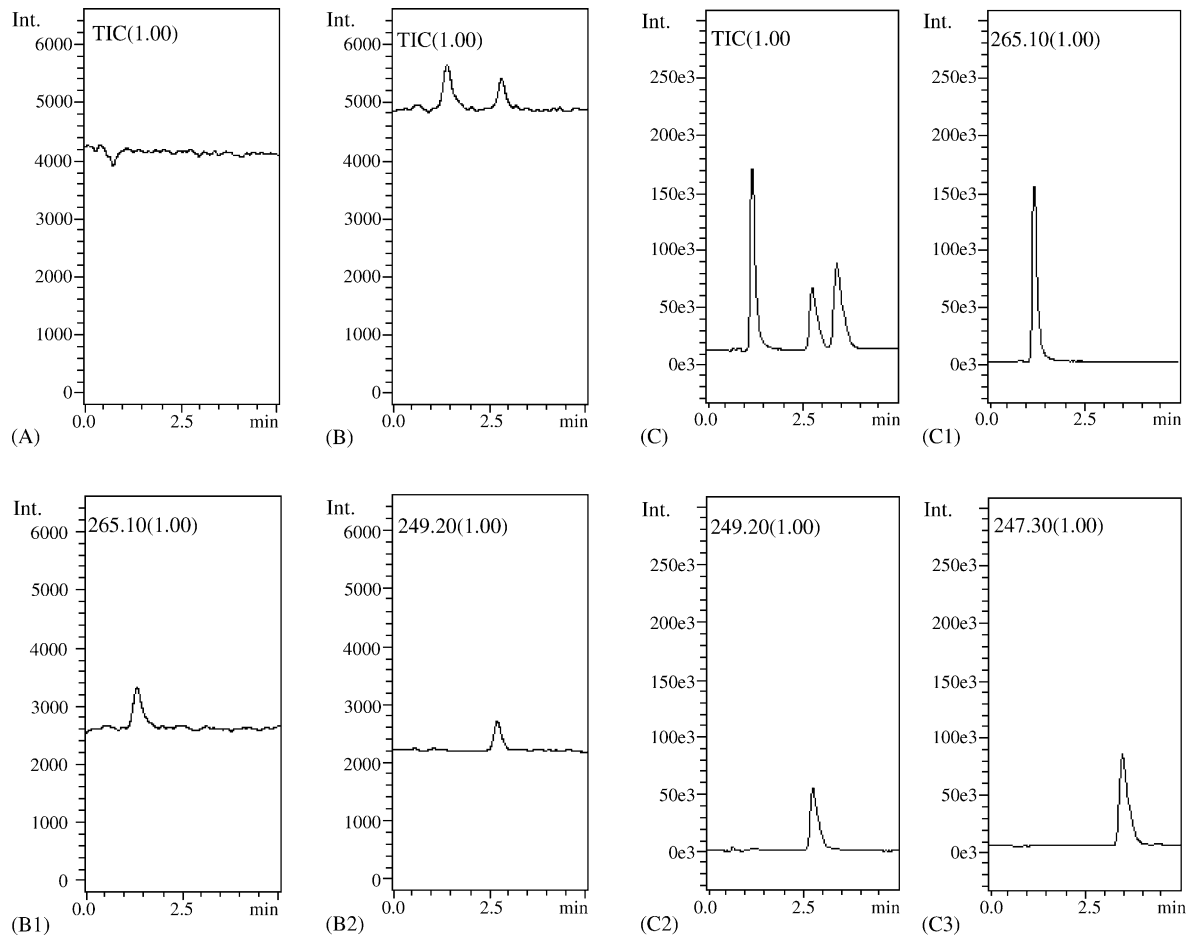 Int.
TIC(1.00)
6000
5000
4000
3000
2000
1000
0
0.0 2.5 min
(A)
Int.
TIC(1.00)
6000
5000
4000
3000
2000
1000
0
0.0 2.5 min
(B)
Int.
TIC(1.00
250e3
200e3
150e3
100e3
50e3
0e3
0.0 2.5 min
(C)
Int.
265.10(1.00)
250e3
200e3
150e3
100e3
50e3
0e3
0.0 2.5 min
(C1)
Int.
265.10(1.00)
6000
5000
4000
3000
2000
1000
0
0.0 2.5 min
(B1)
Int.
249.20(1.00)
6000
5000
4000
3000
2000
1000
0
0.0 2.5 min
(B2)
Int.
249.20(1.00)
250e3
200e3
150e3
100e3
50e3
0e3
0.0 2.5 min
(C2)
Int.
247.30(1.00)
250e3
200e3
150e3
100e3
50e3
0e3
0.0 2.5 min
(C3)